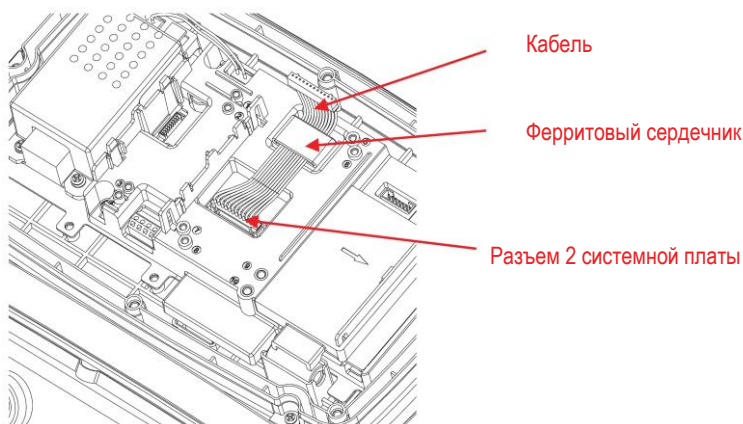 Кабель
Ферритовый сердечник
Разъем 2 системной платы